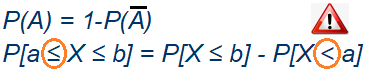 P(A) = 1-P(A̅)
P[a ≤ X ≤ b] = P[X ≤ b] - P[X < a]